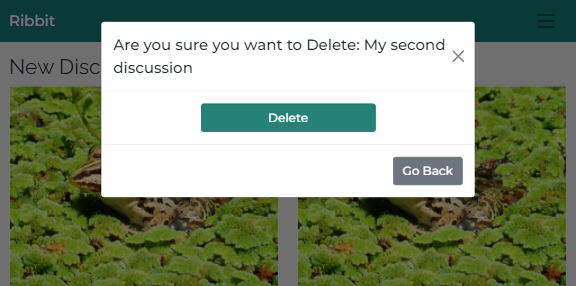 Ribbit
Are you sure you want to Delete: My second
discussion
New Disc
Delete
Go Back